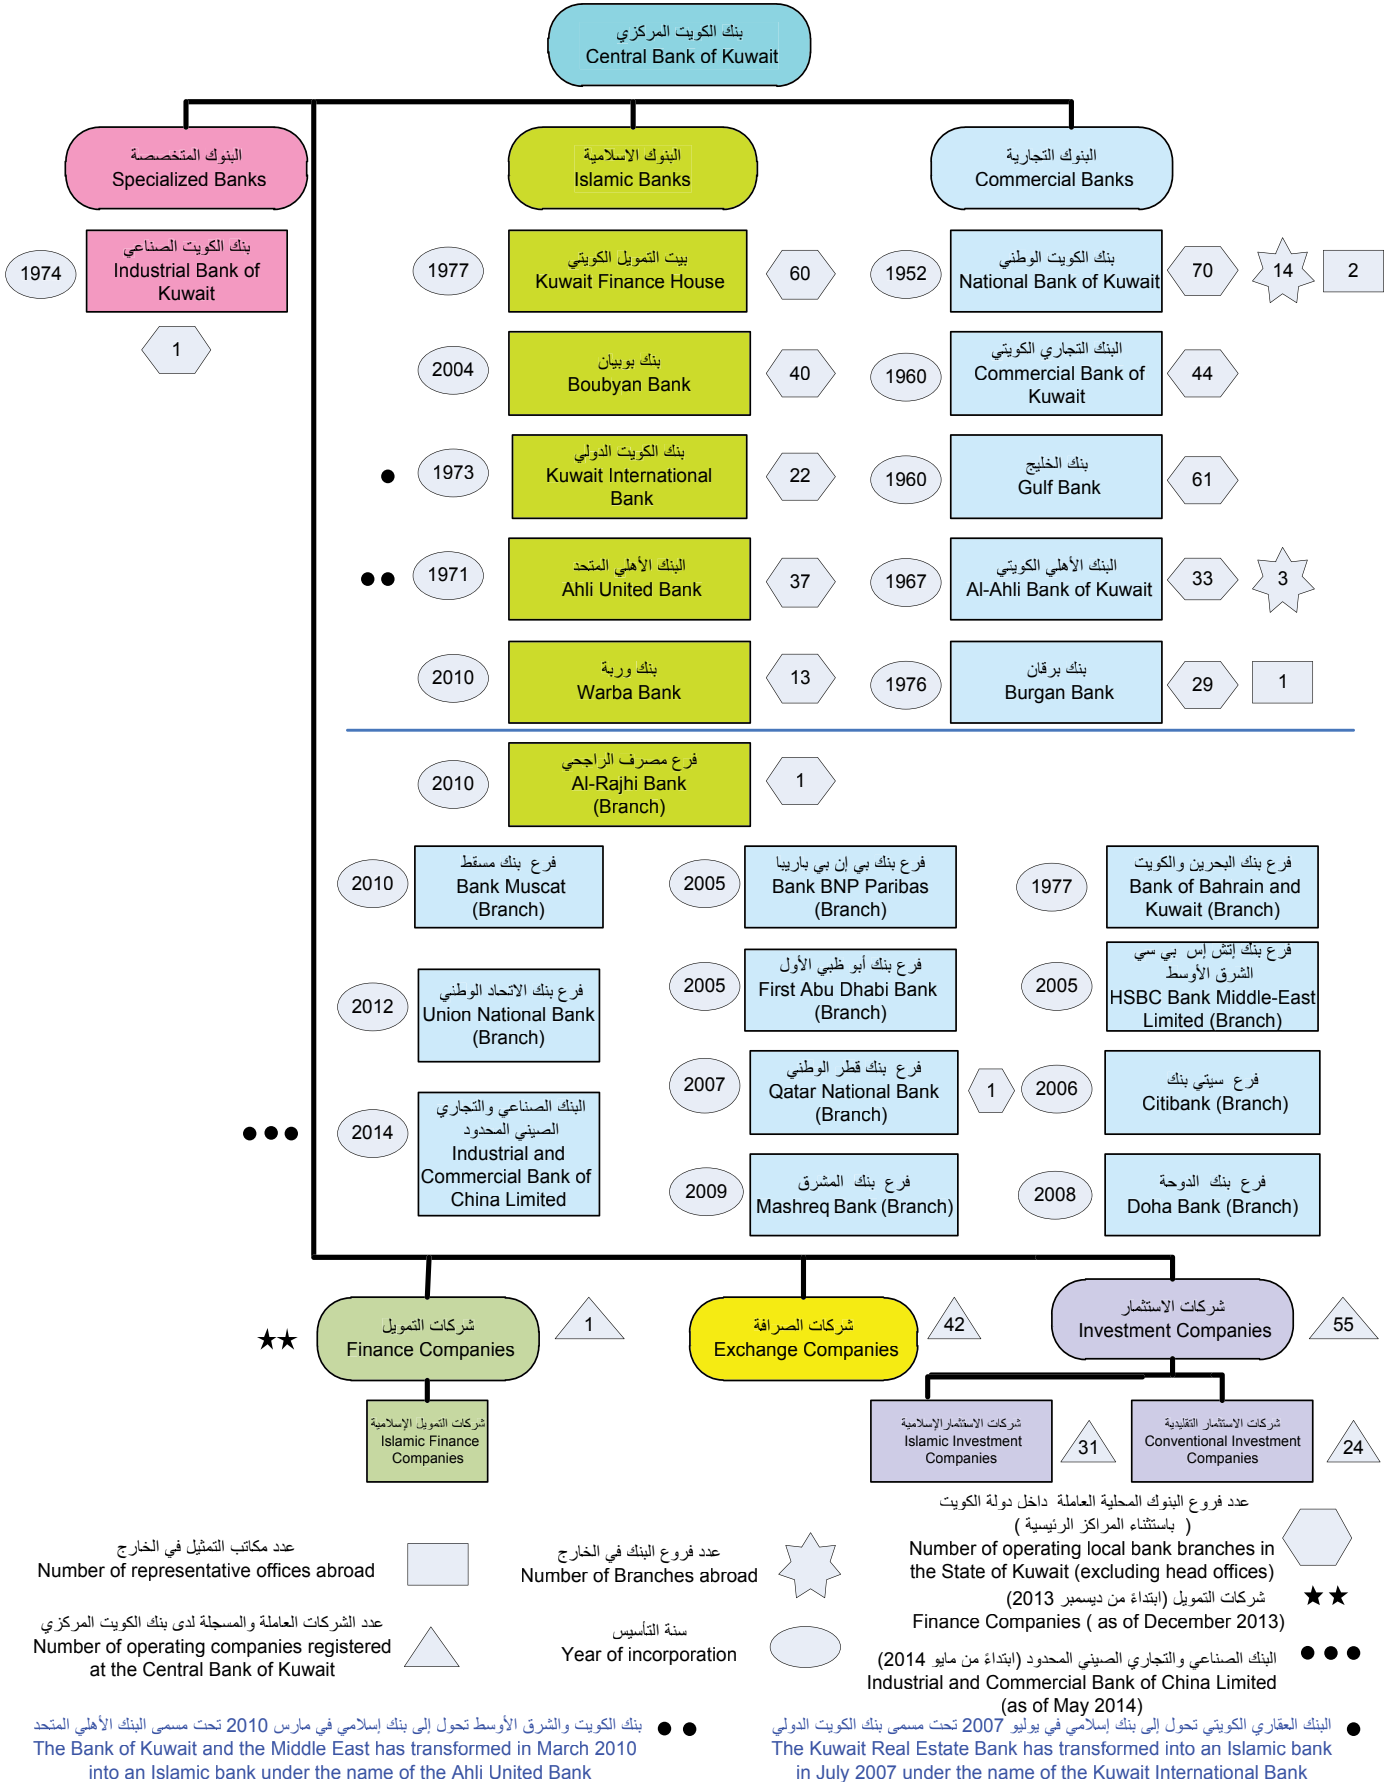 بنك الكويت المركزي
Central Bank of Kuwait
البنوك المتخصصة
Specialized Banks
البنوك الاسلامية
Islamic Banks
البنوك التجارية
Commercial Banks
1974
بنك الكويت الصناعي
Industrial Bank of
Kuwait
1
1977
بيت التمويل الكويتي
Kuwait Finance House
60
1952
بنك الكويت الوطني
National Bank of Kuwait
70
14
2
2004
بنك بوبيان
Boubyan Bank
40
1960
البنك التجاري الكويتي
Commercial Bank of
Kuwait
44
1973
بنك الكويت الدولي
Kuwait International
Bank
22
1960
بنك الخليج
Gulf Bank
61
1971
البنك الأهلي المتحد
Ahli United Bank
37
1967
البنك الأهلي الكويتي
Al-Ahli Bank of Kuwait
33
3
2010
بنك وربة
Warba Bank
13
1976
بنك برقان
Burgan Bank
29
1
2010
فرع مصرف الراجحي
Al-Rajhi Bank
(Branch)
1
2010
فرع بنك مسقط
Bank Muscat
(Branch)
2005
فرع بنك بي إن بي باريبا
Bank BNP Paribas
(Branch)
1977
فرع بنك البحرين والكويت
Bank of Bahrain and
Kuwait (Branch)
2012
فرع بنك الاتحاد الوطني
Union National Bank
(Branch)
2005
فرع بنك أبو ظبي الأول
First Abu Dhabi Bank
(Branch)
2005
فرع بنك إتش إس بي سي
الشرق الأوسط
HSBC Bank Middle-East
Limited (Branch)
2007
فرع بنك قطر الوطني
Qatar National Bank
(Branch)
1
2006
فرع سيتي بنك
Citibank (Branch)
2014
البنك الصناعي والتجاري
الصيني المحدود
Industrial and
Commercial Bank of
China Limited
2009
فرع بنك المشرق
Mashreq Bank (Branch)
2008
فرع بنك الدوحة
Doha Bank (Branch)
شركات التمويل
Finance Companies
1
شركات الصرافة
Exchange Companies
42
شركات الاستثمار
Investment Companies
55
شركات التمويل الإسلامية
Islamic Finance
Companies
شركات الاستثمار الإسلامية
Islamic Investment
Companies
31
شركات الاستثمار التقليدية
Conventional Investment
Companies
24
عدد مكاتب التمثيل في الخارج
Number of representative offices abroad
عدد فروع البنك في الخارج
Number of Branches abroad
عدد فروع البنوك المحلية العاملة داخل دولة الكويت
( باستثناء المراكز الرئيسية )
Number of operating local bank branches in
the State of Kuwait (excluding head offices)
عدد الشركات العاملة والمسجلة لدى بنك الكويت المركزي
Number of operating companies registered
at the Central Bank of Kuwait
سنة التأسيس
Year of incorporation
شركات التمويل (ابتداءً من ديسمبر 2013)
Finance Companies ( as of December 2013)
البنك الصناعي والتجاري الصيني المحدود (ابتداءً من مايو 2014)
Industrial and Commercial Bank of China Limited
(as of May 2014)
بنك الكويت والشرق الأوسط تحول إلى بنك إسلامي في مارس 2010 تحت مسمى البنك الأهلي المتحد
The Bank of Kuwait and the Middle East has transformed in March 2010
into an Islamic bank under the name of the Ahli United Bank
البنك العقاري الكويتي تحول إلى بنك إسلامي في يوليو 2007 تحت مسمى بنك الكويت الدولي
The Kuwait Real Estate Bank has transformed into an Islamic bank
in July 2007 under the name of the Kuwait International Bank